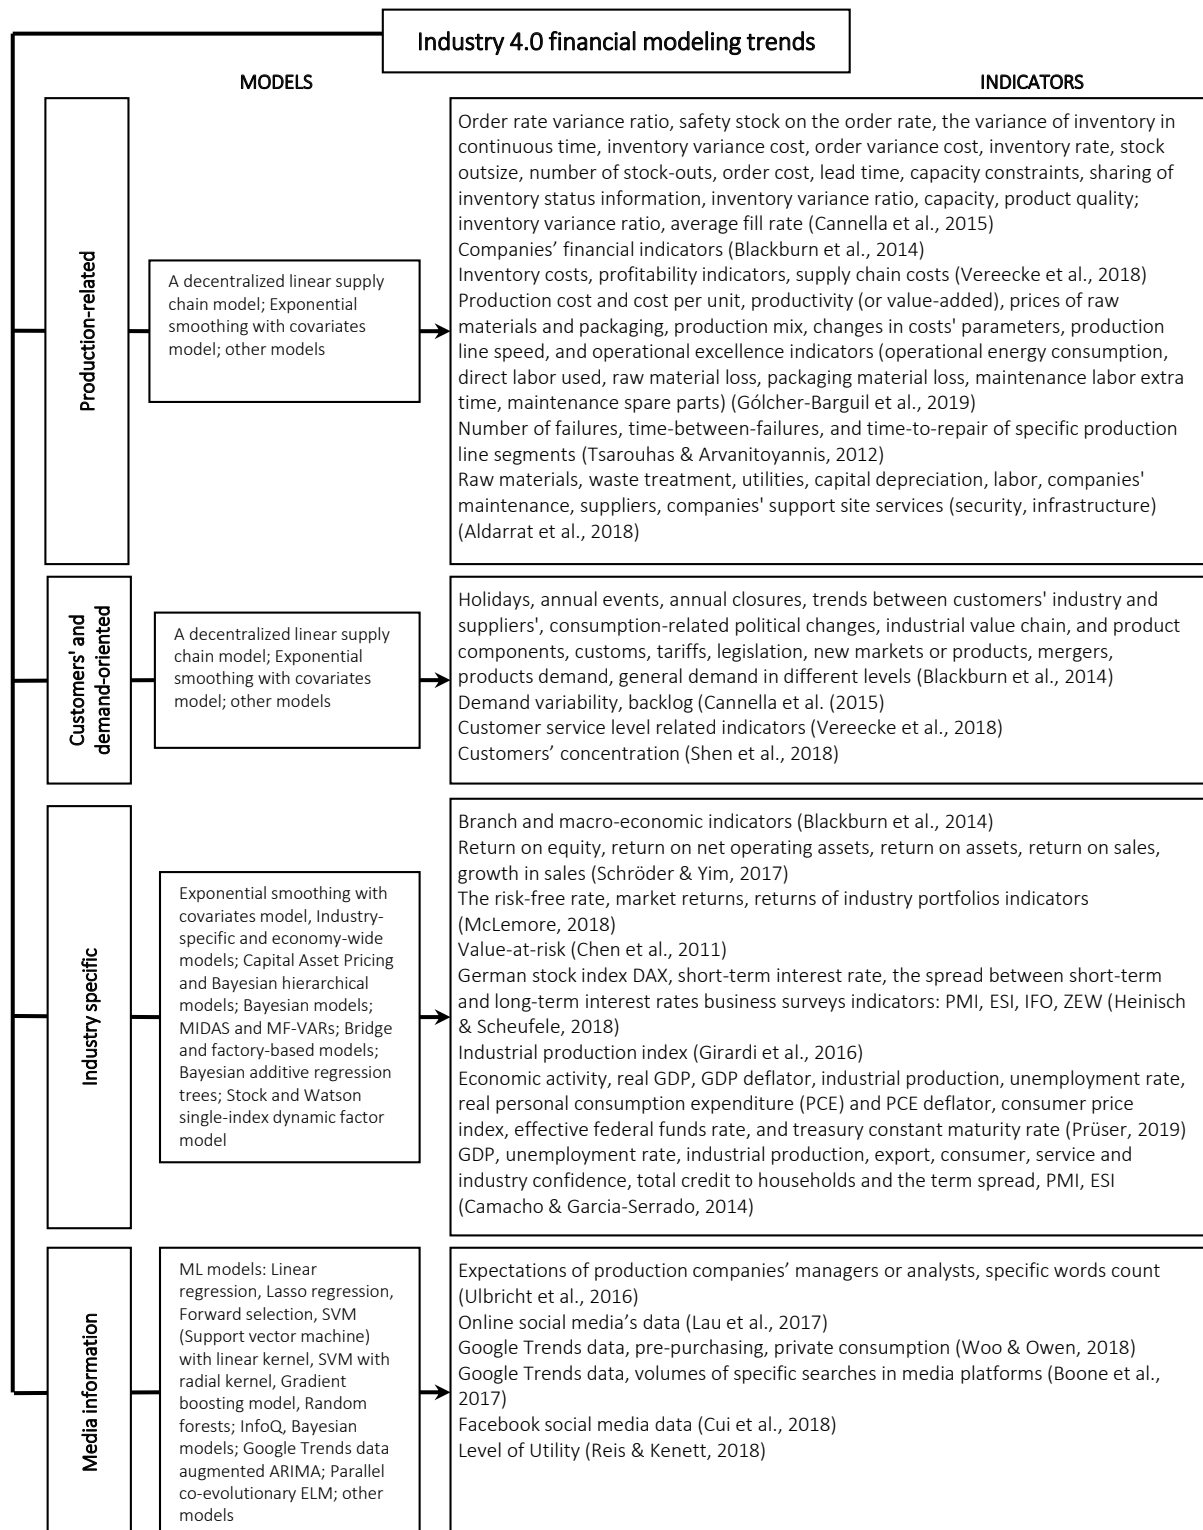 Industry 4.0 financial modeling trends
MODELS
INDICATORS
Production-related
A decentralized linear supply
chain model; Exponential
smoothing with covariates
model; other models
Order rate variance ratio, safety stock on the order rate, the variance of inventory in
continuous time, inventory variance cost, order variance cost, inventory rate, stock
outsize, number of stock-outs, order cost, lead time, capacity constraints, sharing of
inventory status information, inventory variance ratio, capacity, product quality;
inventory variance ratio, average fill rate (Cannella et al., 2015)
Companies’ financial indicators (Blackburn et al., 2014)
Inventory costs, profitability indicators, supply chain costs (Vereecke et al., 2018)
Production cost and cost per unit, productivity (or value-added), prices of raw
materials and packaging, production mix, changes in costs' parameters, production
line speed, and operational excellence indicators (operational energy consumption,
direct labor used, raw material loss, packaging material loss, maintenance labor extra
time, maintenance spare parts) (Gólcher-Barguil et al., 2019)
Number of failures, time-between-failures, and time-to-repair of specific production
line segments (Tsarouhas & Arvanitoyannis, 2012)
Raw materials, waste treatment, utilities, capital depreciation, labor, companies'
maintenance, suppliers, companies' support site services (security, infrastructure)
(Aldarrat et al., 2018)
Customers' and
demand-oriented
A decentralized linear supply
chain model; Exponential
smoothing with covariates
model; other models
Holidays, annual events, annual closures, trends between customers' industry and
suppliers', consumption-related political changes, industrial value chain, and product
components, customs, tariffs, legislation, new markets or products, mergers,
products demand, general demand in different levels (Blackburn et al., 2014)
Demand variability, backlog (Cannella et al. (2015)
Customer service level related indicators (Vereecke et al., 2018)
Customers’ concentration (Shen et al., 2018)
Industry specific
Exponential smoothing with
covariates model, Industry-
specific and economy-wide
models; Capital Asset Pricing
and Bayesian hierarchical
models; Bayesian models;
MIDAS and MF-VARs; Bridge
and factory-based models;
Bayesian additive regression
trees; Stock and Watson
single-index dynamic factor
model
Branch and macro-economic indicators (Blackburn et al., 2014)
Return on equity, return on net operating assets, return on assets, return on sales,
growth in sales (Schröder & Yim, 2017)
The risk-free rate, market returns, returns of industry portfolios indicators
(McLemore, 2018)
Value-at-risk (Chen et al., 2011)
German stock index DAX, short-term interest rate, the spread between short-term
and long-term interest rates business surveys indicators: PMI, ESI, IFO, ZEW (Heinisch
& Scheufele, 2018)
Industrial production index (Girardi et al., 2016)
Economic activity, real GDP, GDP deflator, industrial production, unemployment rate,
real personal consumption expenditure (PCE) and PCE deflator, consumer price
index, effective federal funds rate, and treasury constant maturity rate (Prüser, 2019)
GDP, unemployment rate, industrial production, export, consumer, service and
industry confidence, total credit to households and the term spread, PMI, ESI
(Camacho & Garcia-Serrado, 2014)
Media information
ML models: Linear
regression, Lasso regression,
Forward selection, SVM
(Support vector machine)
with linear kernel, SVM with
radial kernel, Gradient
boosting model, Random
forests; InfoQ, Bayesian
models; Google Trends data
augmented ARIMA; Parallel
co-evolutionary ELM; other
models
Expectations of production companies’ managers or analysts, specific words count
(Ulbricht et al., 2016)
Online social media’s data (Lau et al., 2017)
Google Trends data, pre-purchasing, private consumption (Woo & Owen, 2018)
Google Trends data, volumes of specific searches in media platforms (Boone et al.,
2017)
Facebook social media data (Cui et al., 2018)
Level of Utility (Reis & Kenett, 2018)